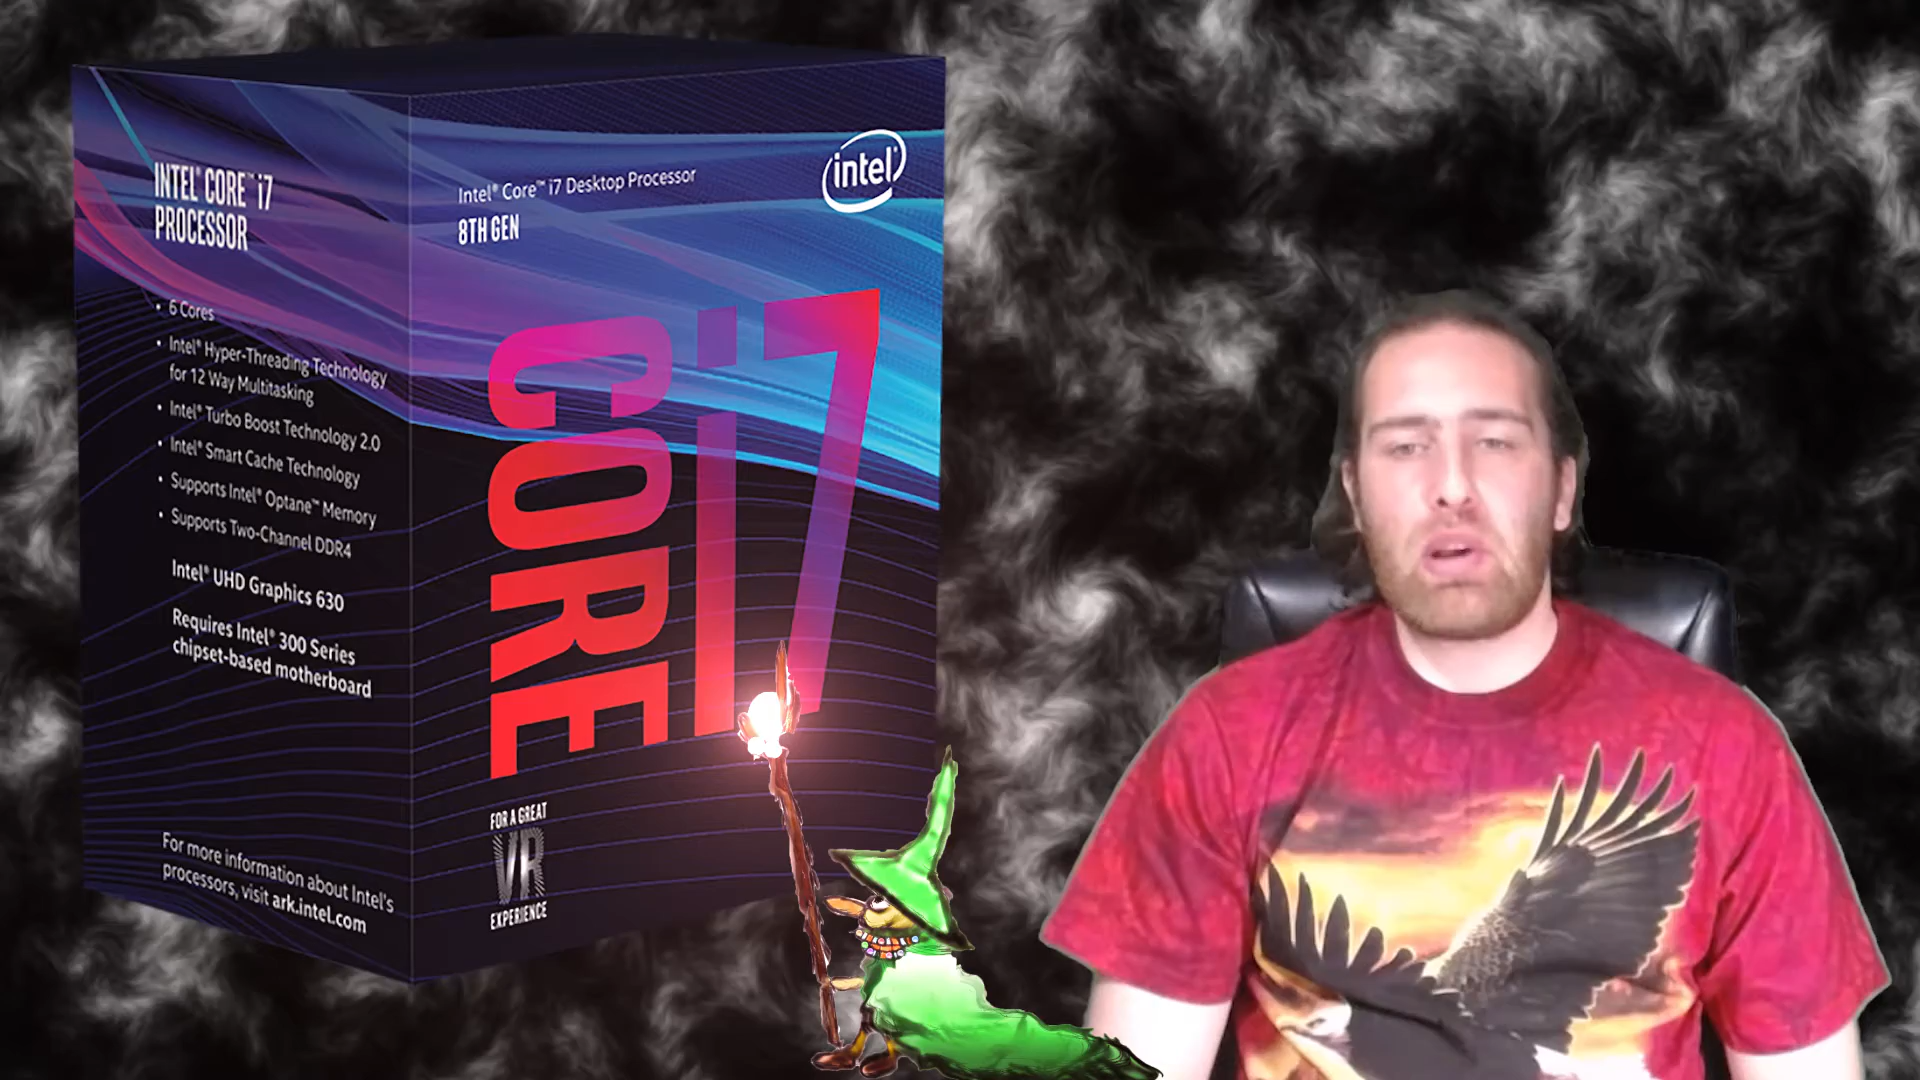 INTEL® CORE™ i7
PROCESSOR
• 6 Cores
• Intel® Hyper-Threading Technology
for 12 Way Multitasking
• Intel® Turbo Boost Technology 2.0
• Intel® Smart Cache Technology
• Supports Intel® Optane™ Memory
• Supports Two-Channel DDR4
Intel® UHD Graphics 630
Requires Intel® 300 Series
chipset-based motherboard
For more information about Intel's
processors, visit ark.intel.com
Intel® Core™ i7 Desktop Processor
8TH GEN
intel®
CORE i7
FOR A GREAT
VR
EXPERIENCE